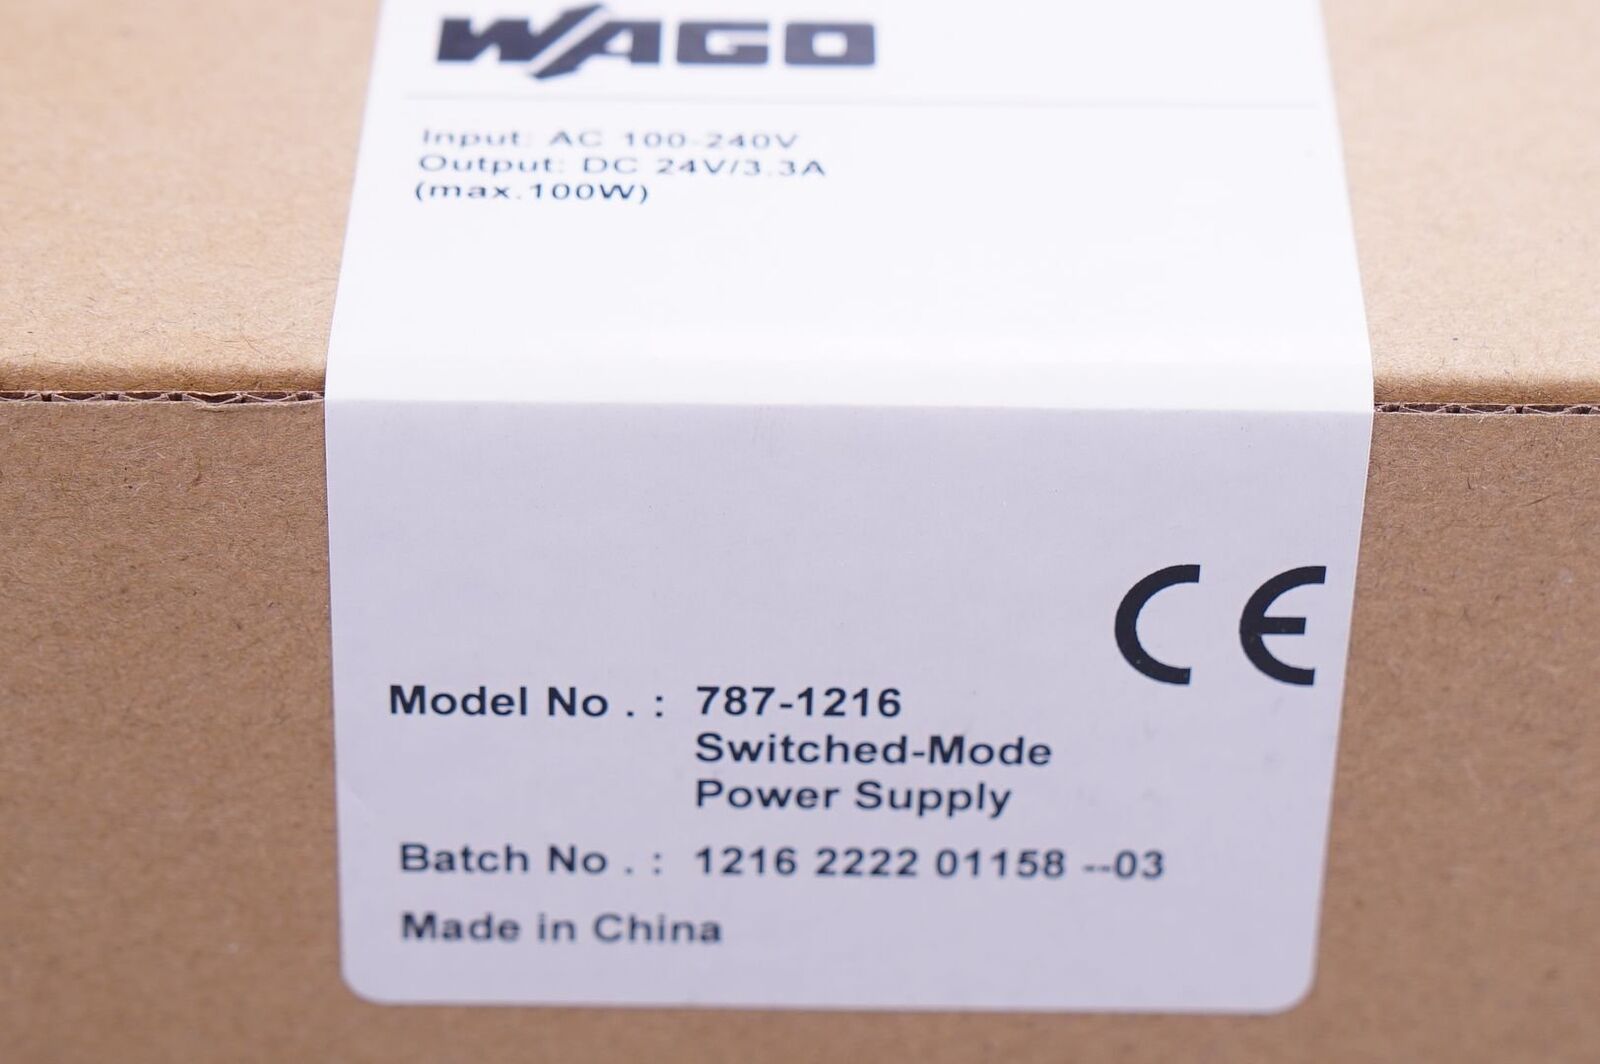 WAGO
Input: AC 100-240V
Output: DC 24V/3.3A
(max.100W)
CE
Model No . : 787-1216
Switched-Mode
Power Supply
Batch No . : 1216 2222 01158 --03
Made in China